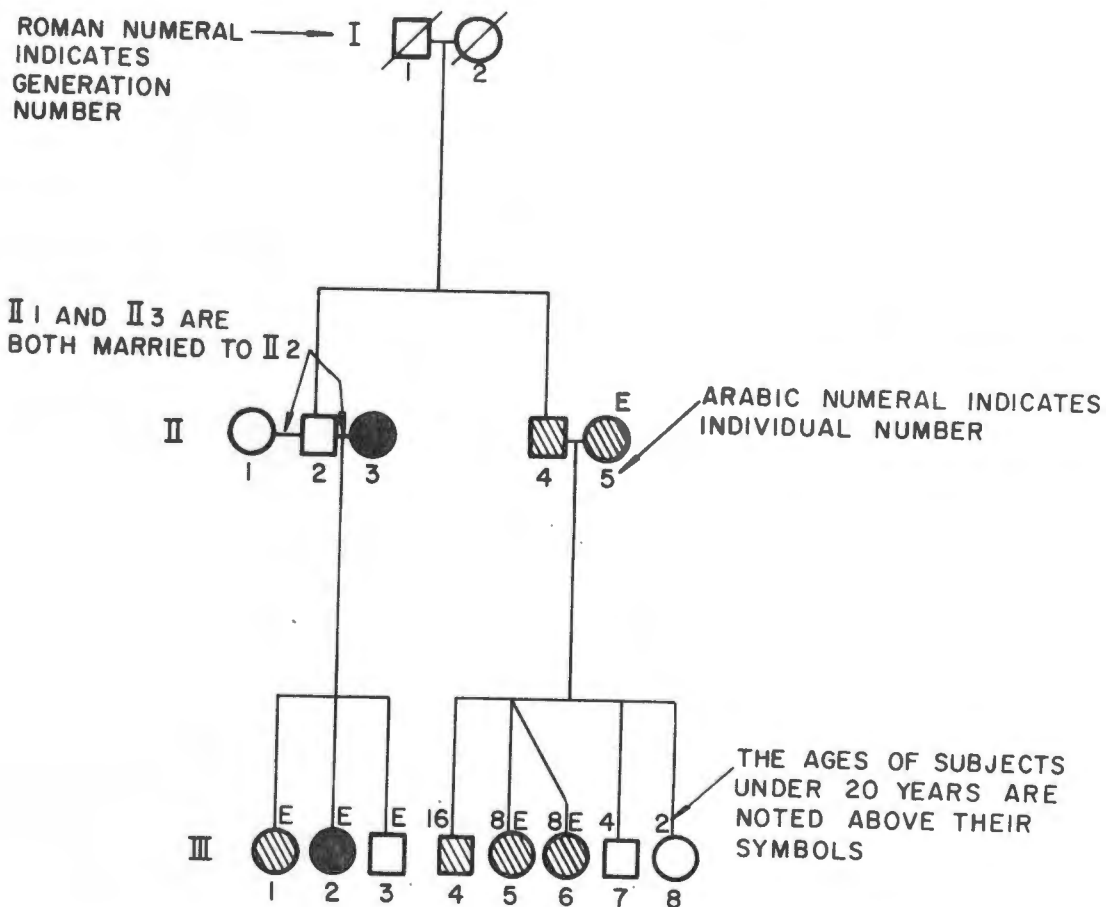 ROMAN NUMERAL
INDICATES
GENERATION
NUMBER
I
1 2
II 1 AND II 3 ARE
BOTH MARRIED TO II 2
II
E
1 2 3 4 5
ARABIC NUMERAL INDICATES
INDIVIDUAL NUMBER
THE AGES OF SUBJECTS
UNDER 20 YEARS ARE
NOTED ABOVE THEIR
SYMBOLS
III
E E E 16 8 E 8 E 4 2
1 2 3 4 5 6 7 8